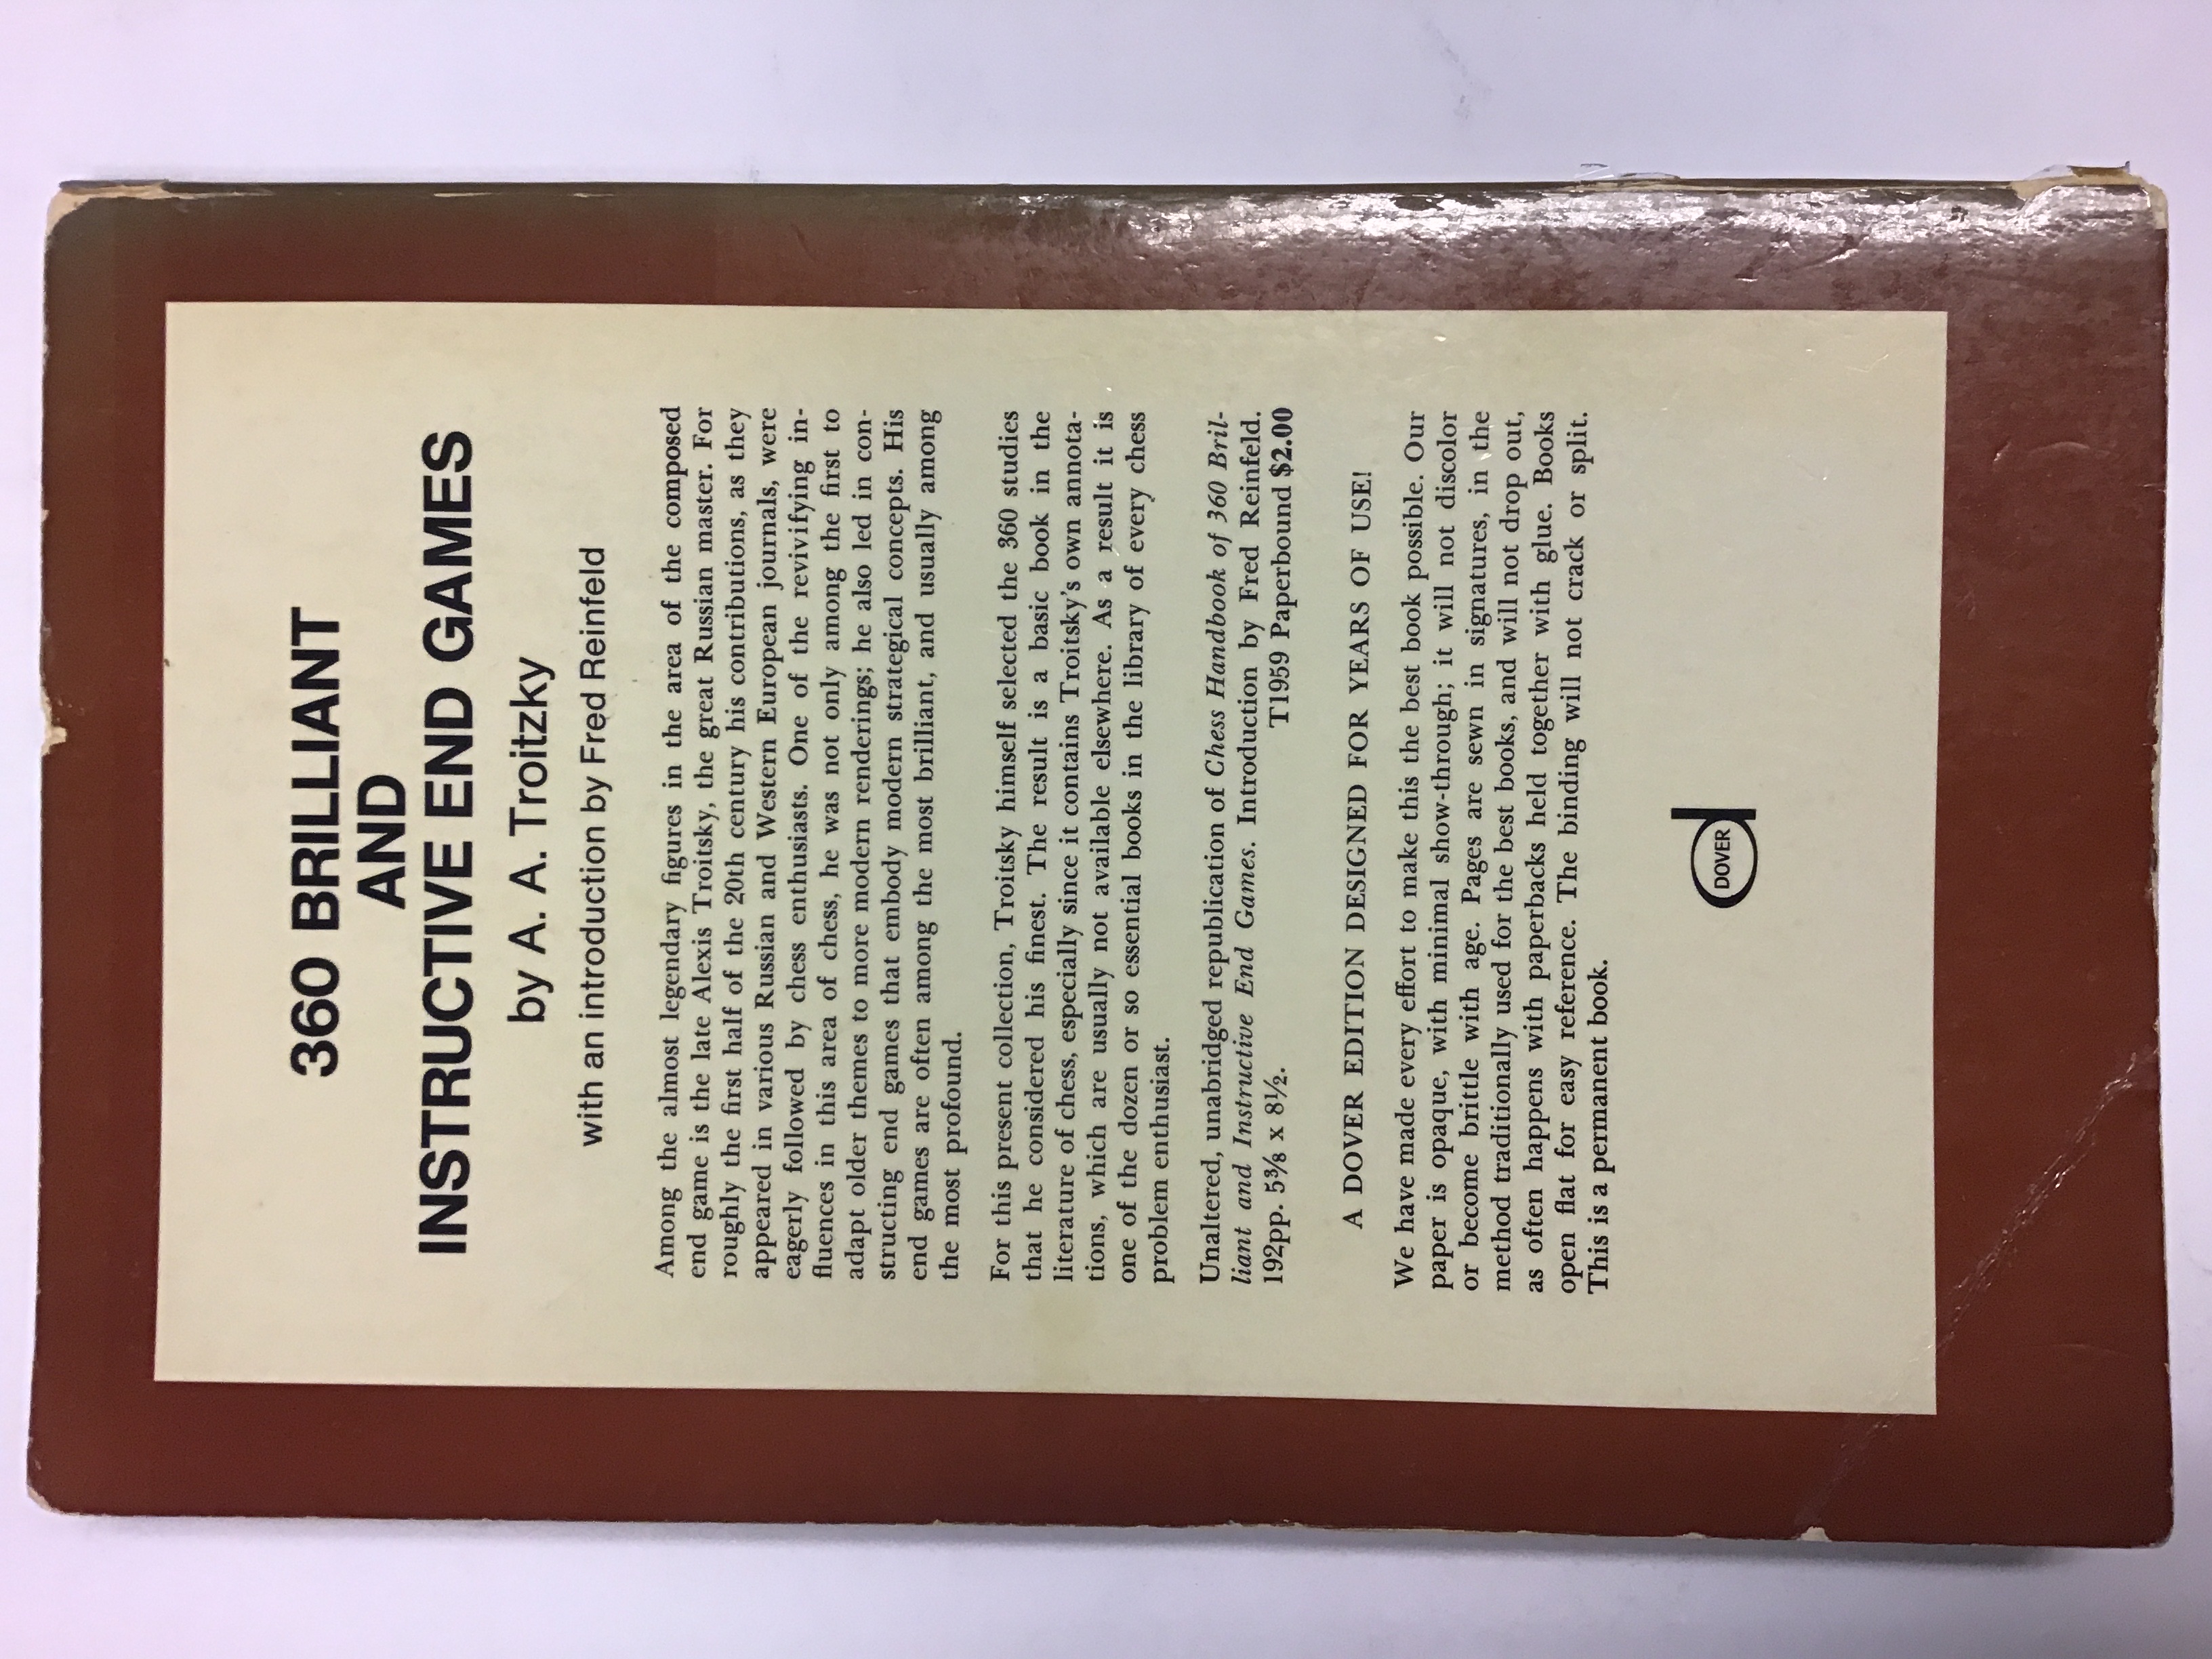 360 BRILLIANT
AND
INSTRUCTIVE END GAMES
by A. A. Troitzky
with an introduction by Fred Reinfeld
Among the almost legendary figures in the area of the composed
end game is the late Alexis Troitsky, the great Russian master. For
roughly the first half of the 20th century his contributions, as they
appeared in various Russian and Western European journals, were
eagerly followed by chess enthusiasts. One of the revivifying in-
fluences in this area of chess, he was not only among the first to
adapt older themes to more modern renderings; he also led in con-
structing end games that embody modern strategical concepts. His
end games are often among the most brilliant, and usually among
the most profound.
For this present collection, Troitsky himself selected the 360 studies
that he considered his finest. The result is a basic book in the
literature of chess, especially since it contains Troitsky's own annota-
tions, which are usually not available elsewhere. As a result it is
one of the dozen or so essential books in the library of every chess
problem enthusiast.
Unaltered, unabridged republication of Chess Handbook of 360 Bril-
liant and Instructive End Games. Introduction by Fred Reinfeld.
192pp. 5⅜ x 8½. T1959 Paperbound $2.00
A DOVER EDITION DESIGNED FOR YEARS OF USE!
We have made every effort to make this the best book possible. Our
paper is opaque, with minimal show-through; it will not discolor
or become brittle with age. Pages are sewn in signatures, in the
method traditionally used for the best books, and will not drop out,
as often happens with paperbacks held together with glue. Books
open flat for easy reference. The binding will not crack or split.
This is a permanent book.
DOVER